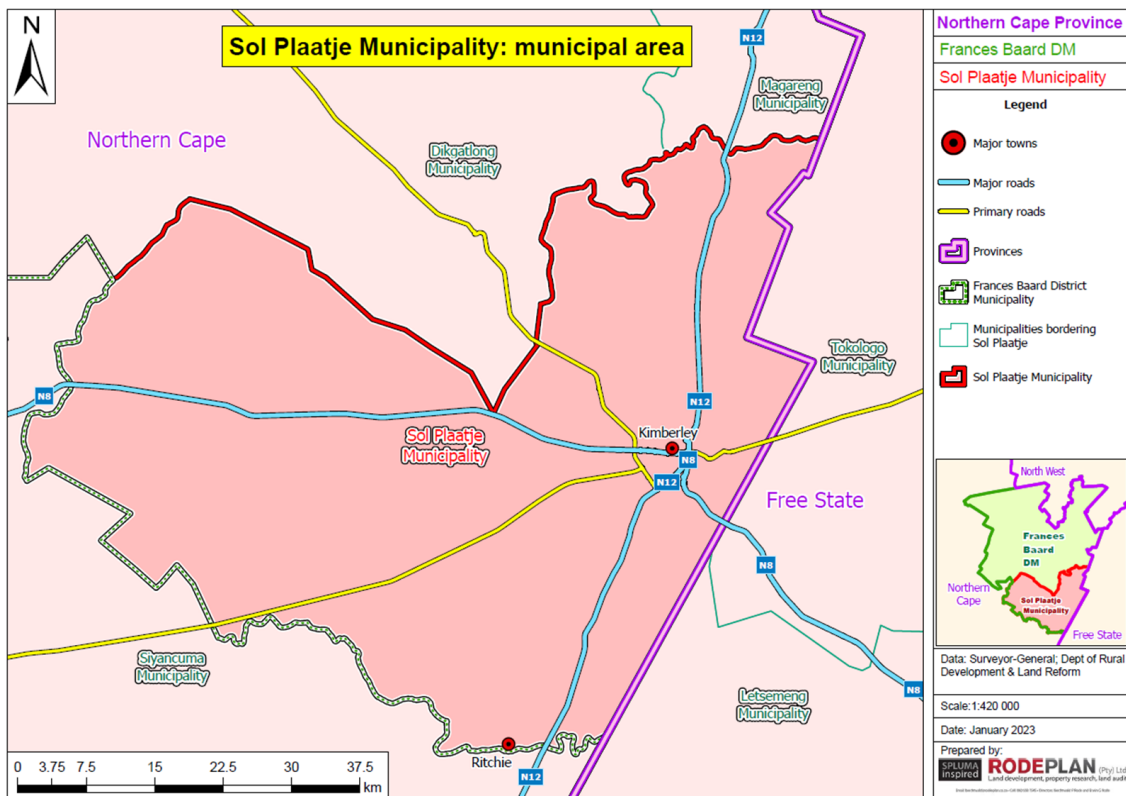 N
Sol Plaatje Municipality: municipal area
N12
Magareng
Municipality
Northern Cape
Dikgatlong
Municipality
Tokologo
Municipality
N8
N12
Kimberley
Sol Plaatje
Municipality
N8
N12
Free State
N8
Siyancuma
Municipality
Letsemeng
Municipality
N8
Ritchie
N12
0 3.75 7.5 15 22.5 30 37.5
km
Northern Cape Province
Frances Baard DM
Sol Plaatje Municipality
Legend
Major towns
Major roads
Primary roads
Provinces
Frances Baard District
Municipality
Municipalities bordering
Sol Plaatje
Sol Plaatje Municipality
North West
Frances
Baard
DM
Northern
Cape
Sol Plaatje
Municipality
Free State
Data: Surveyor-General; Dept of Rural
Development & Land Reform
Scale:1:420 000
Date: January 2023
Prepared by:
SPLUMA
inspired
RODEPLAN (Pty) Ltd
Land development, property research, land audit